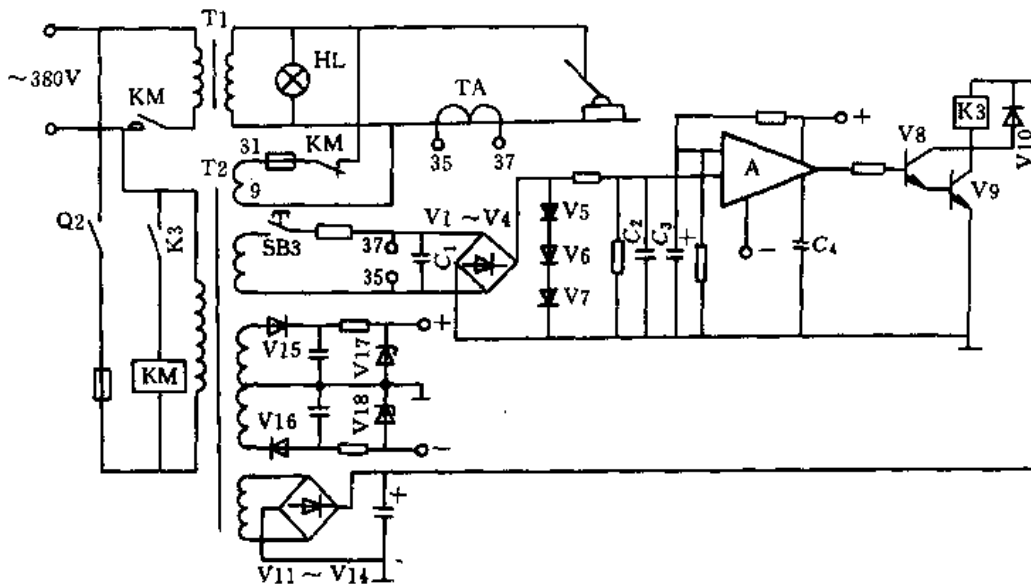 T1
HL
~380V
KM
TA
K3
V10
KM
31
35
37
+
A
V8
V9
T2
9
Q2
K3
SB3
V1~V4
37
C1
35
V5
V6
V7
C2
C3
+
-
C4
KM
V15
V17
+
V16
V18
-
+
V11~V14